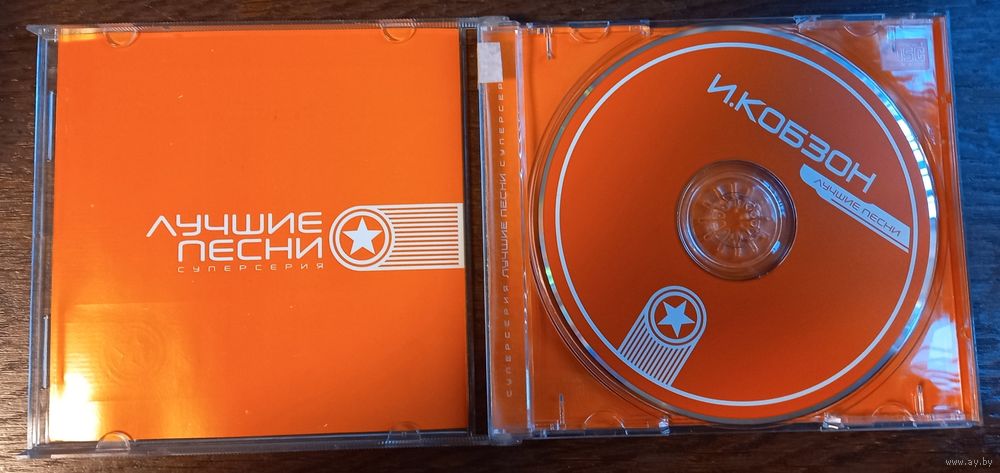 ЛУЧШИЕ
ПЕСНИ
СУПЕРСЕРИЯ
СУПЕРСЕРИЯ ЛУЧШИЕ ПЕСНИ СУПЕРСЕР
И.КОБЗОН
ЛУЧШИЕ ПЕСНИ
www.ay.by